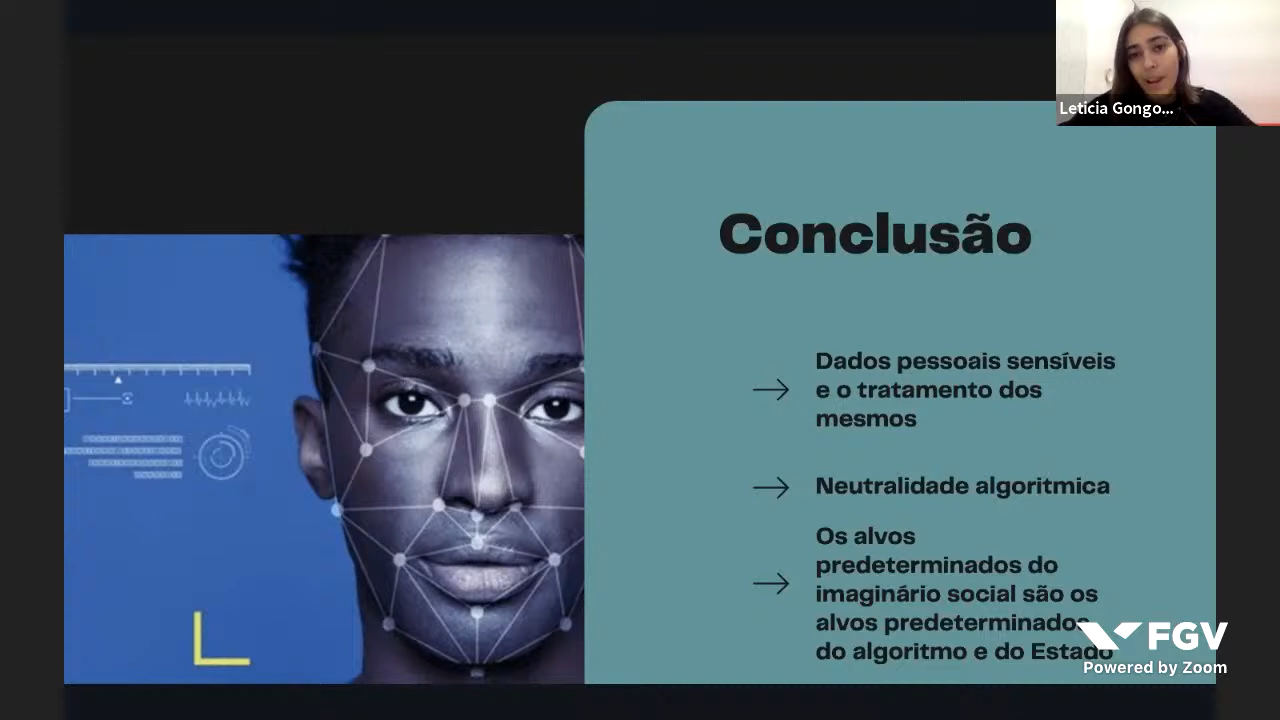 Leticia Gongo...
Conclusão
Dados pessoais sensíveis
e o tratamento dos
mesmos
Neutralidade algoritmica
Os alvos
predeterminados do
imaginário social são os
alvos predeterminados
do algoritmo e do Estado
FGV
Powered by Zoom